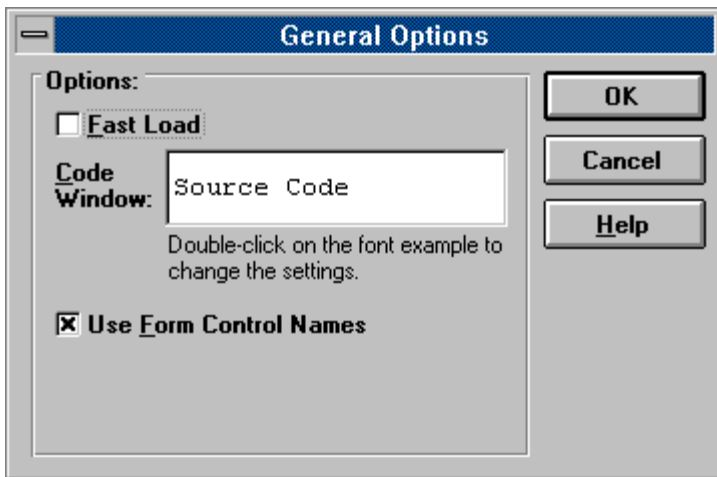 General Options
Options:
Fast Load
Code
Window:
Source Code
Double-click on the font example to
change the settings.
Use Form Control Names
OK
Cancel
Help